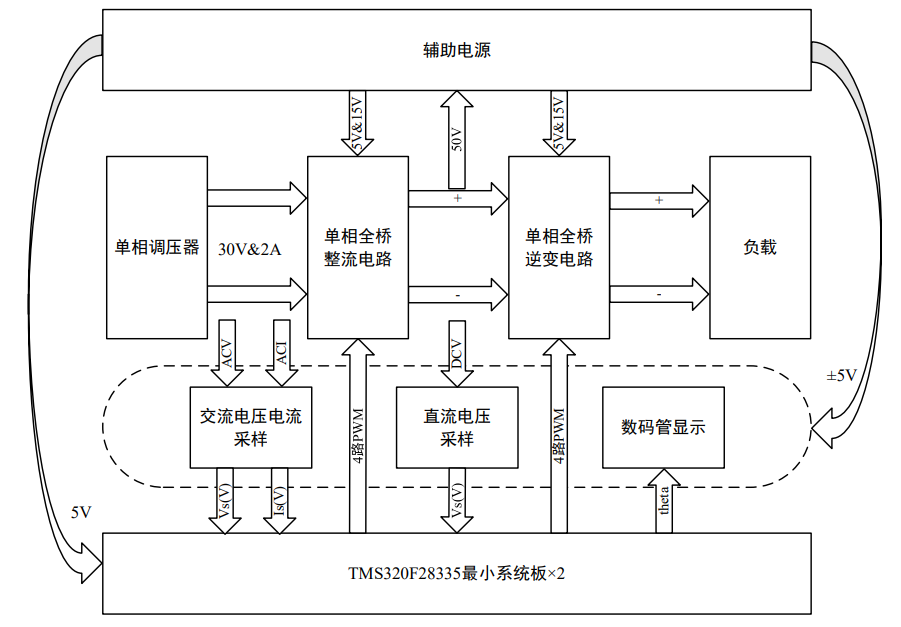 辅助电源
5V&15V
50V
5V&15V
单相调压器
30V&2A
单相全桥
整流电路
+
-
单相全桥
逆变电路
+
-
负载
ACV
ACI
DCV
±5V
交流电压电流
采样
4路PWM
直流电压
采样
4路PWM
数码管显示
Vs(V)
Is(V)
Vs(V)
theta
5V
TMS320F28335最小系统板×2